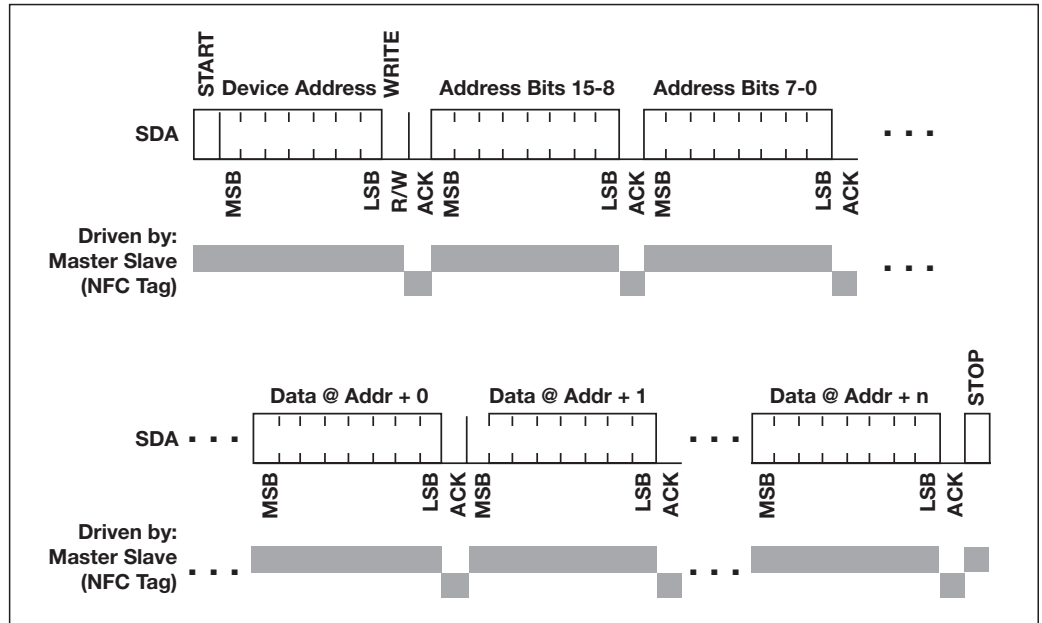 START
Device Address
WRITE
Address Bits 15-8
Address Bits 7-0
SDA
. . .
MSB
LSB
R/W
ACK
MSB
LSB
ACK
MSB
LSB
ACK
Driven by:
Master Slave
(NFC Tag)
. . .
Data @ Addr + 0
Data @ Addr + 1
Data @ Addr + n
STOP
SDA . . .
. . .
MSB
LSB
ACK
MSB
LSB
ACK
MSB
LSB
ACK
Driven by:
Master Slave
(NFC Tag)
. . .
. . .